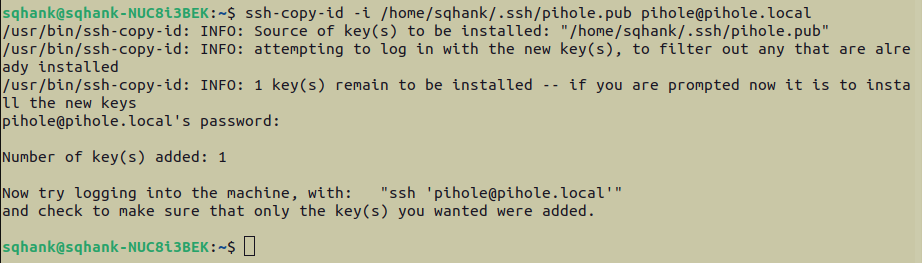 sqhank@sqhank-NUC8i3BEK:~$ ssh-copy-id -i /home/sqhank/.ssh/pihole.pub pihole@pihole.local
/usr/bin/ssh-copy-id: INFO: Source of key(s) to be installed: "/home/sqhank/.ssh/pihole.pub"
/usr/bin/ssh-copy-id: INFO: attempting to log in with the new key(s), to filter out any that are alre
ady installed
/usr/bin/ssh-copy-id: INFO: 1 key(s) remain to be installed -- if you are prompted now it is to insta
ll the new keys
pihole@pihole.local's password:
Number of key(s) added: 1
Now try logging into the machine, with:   "ssh 'pihole@pihole.local'"
and check to make sure that only the key(s) you wanted were added.
sqhank@sqhank-NUC8i3BEK:~$